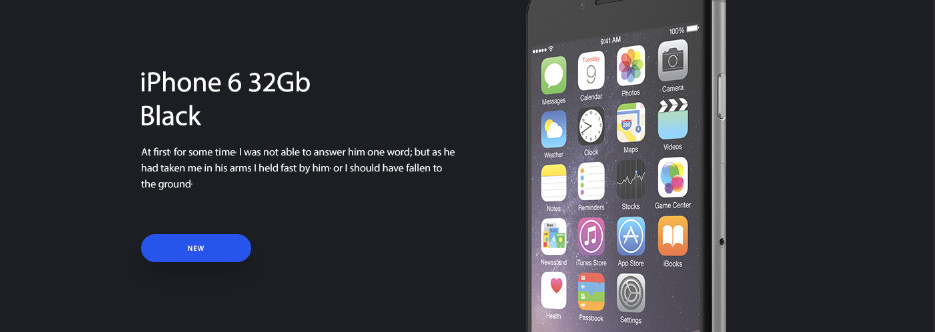 iPhone 6 32Gb
Black
At first· for some time· I was not able to answer him one word; but as he
had taken me in his arms I held fast by him· or I should have fallen to
the ground·
NEW
9:41 AM
100%
Tuesday
9
Messages
Calendar
Photos
Camera
280
Weather
Clock
Maps
Videos
Notes
Reminders
Stocks
Game Center
Newsstand
iTunes Store
App Store
iBooks
Health
Passbook
Settings